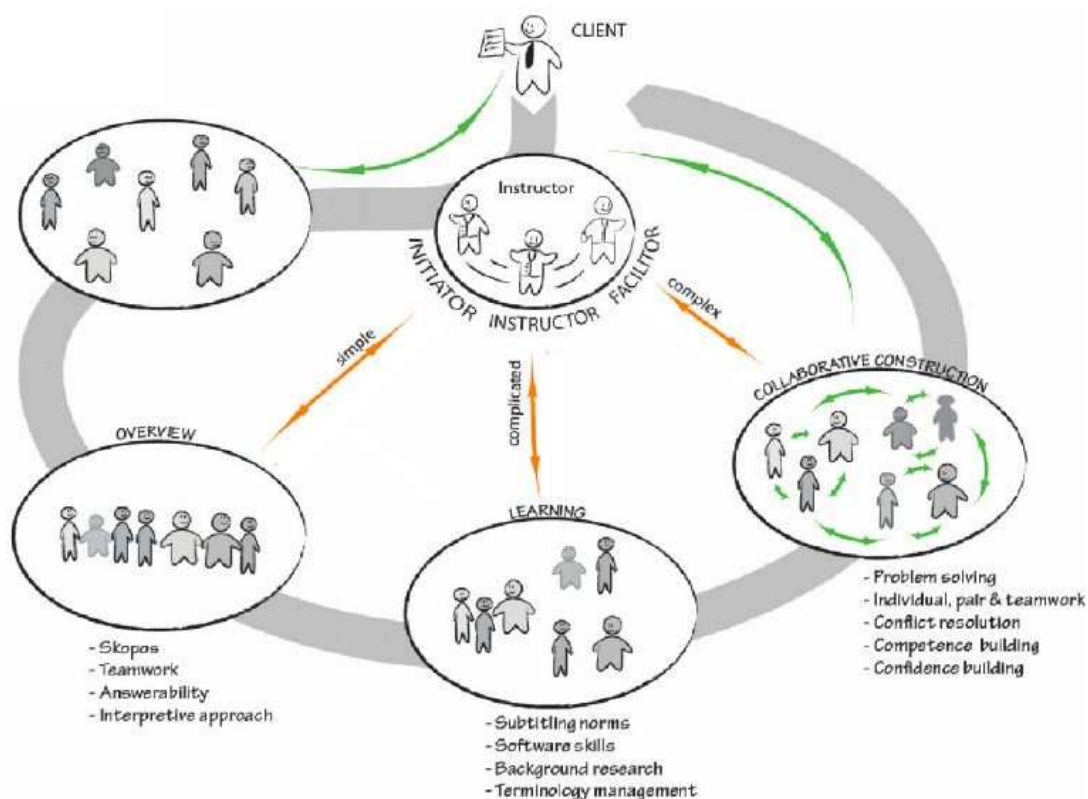 CLIENT
Instructor
INITIATOR INSTRUCTOR FACILITOR
simple
complicated
complex
OVERVIEW
- Skopos
- Teamwork
- Answerability
- Interpretive approach
LEARNING
- Subtitling norms
- Software skills
- Background research
- Terminology management
COLLABORATIVE CONSTRUCTION
- Problem solving
- Individual, pair & teamwork
- Conflict resolution
- Competence building
- Confidence building